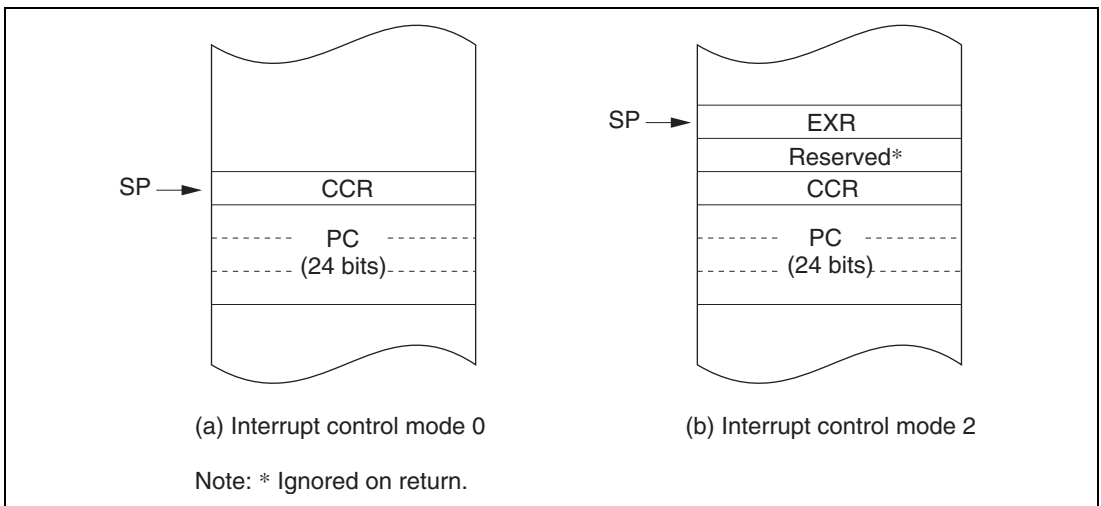 SP
CCR
PC
(24 bits)
(a) Interrupt control mode 0
SP
EXR
Reserved*
CCR
PC
(24 bits)
(b) Interrupt control mode 2
Note: * Ignored on return.